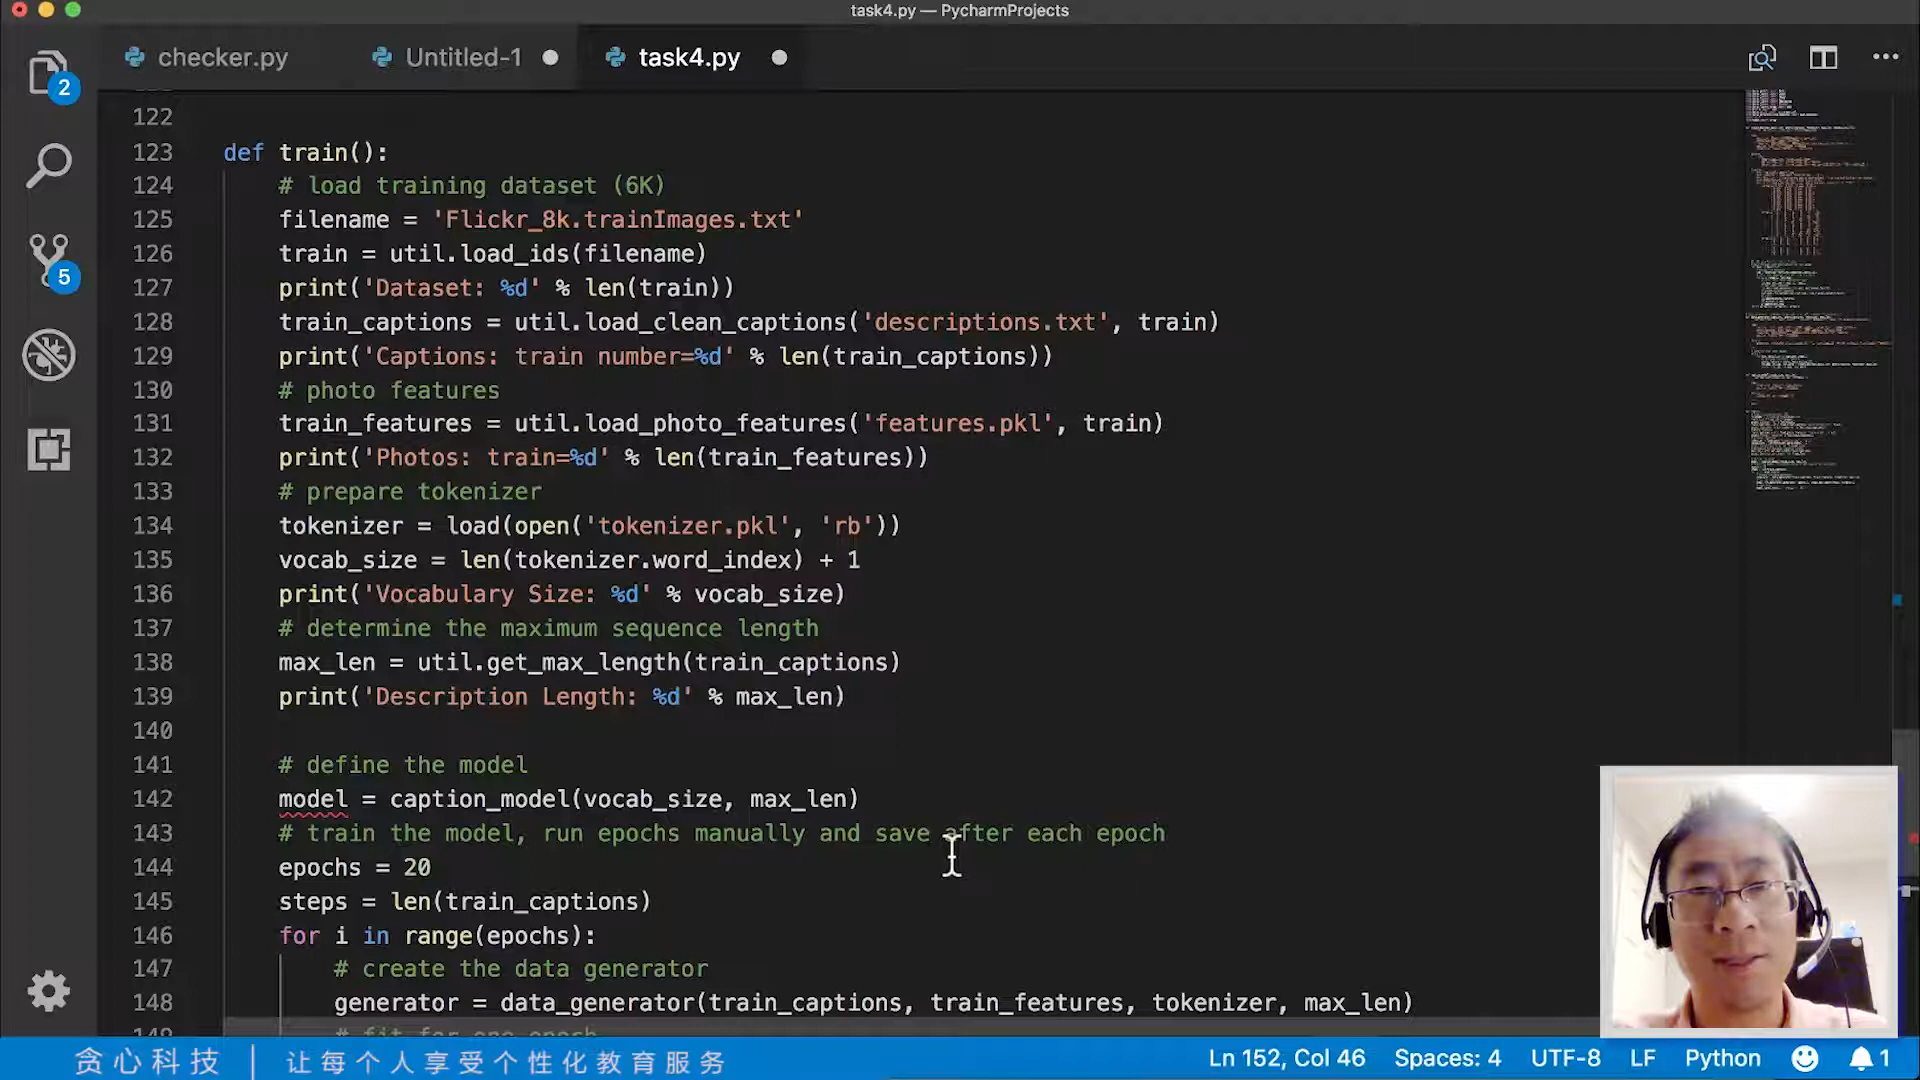 task4.py — PycharmProjects
checker.py
Untitled-1
task4.py
2
5
122
123 def train():
124 # load training dataset (6K)
125 filename = 'Flickr_8k.trainImages.txt'
126 train = util.load_ids(filename)
127 print('Dataset: %d' % len(train))
128 train_captions = util.load_clean_captions('descriptions.txt', train)
129 print('Captions: train number=%d' % len(train_captions))
130 # photo features
131 train_features = util.load_photo_features('features.pkl', train)
132 print('Photos: train=%d' % len(train_features))
133 # prepare tokenizer
134 tokenizer = load(open('tokenizer.pkl', 'rb'))
135 vocab_size = len(tokenizer.word_index) + 1
136 print('Vocabulary Size: %d' % vocab_size)
137 # determine the maximum sequence length
138 max_len = util.get_max_length(train_captions)
139 print('Description Length: %d' % max_len)
140
141 # define the model
142 model = caption_model(vocab_size, max_len)
143 # train the model, run epochs manually and save after each epoch
144 epochs = 20
145 steps = len(train_captions)
146 for i in range(epochs):
147 # create the data generator
148 generator = data_generator(train_captions, train_features, tokenizer, max_len)
149 # fit for one epoch
贪心科技 | 让每个人享受个性化教育服务
Ln 152, Col 46 Spaces: 4 UTF-8 LF Python 1